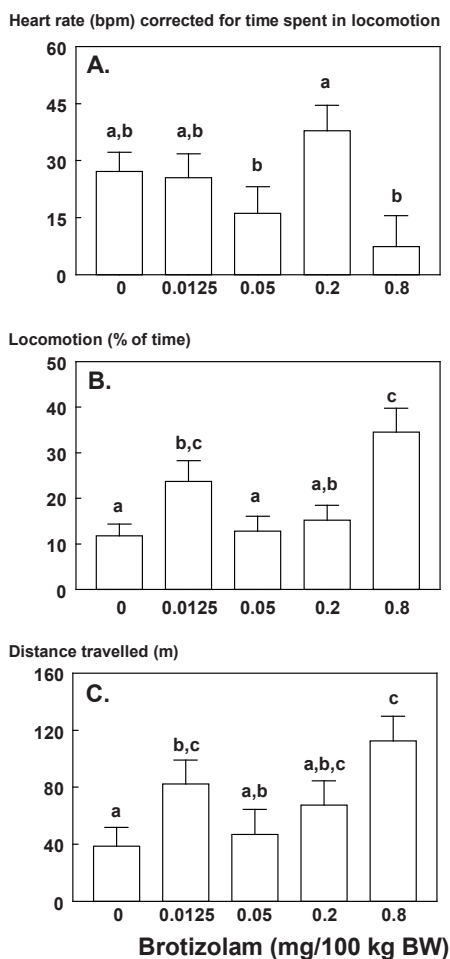 Heart rate (bpm) corrected for time spent in locomotion
60
A.
a
45
a,b a,b
30
b
b
15
0
0 0.0125 0.05 0.2 0.8
Locomotion (% of time)
50
B.
c
40
b,c
30
a a a,b
20
10
0
0 0.0125 0.05 0.2 0.8
Distance travelled (m)
160
C.
c
120
b,c
a,b,c
a,b
80
a
40
0
0 0.0125 0.05 0.2 0.8
Brotizolam (mg/100 kg BW)